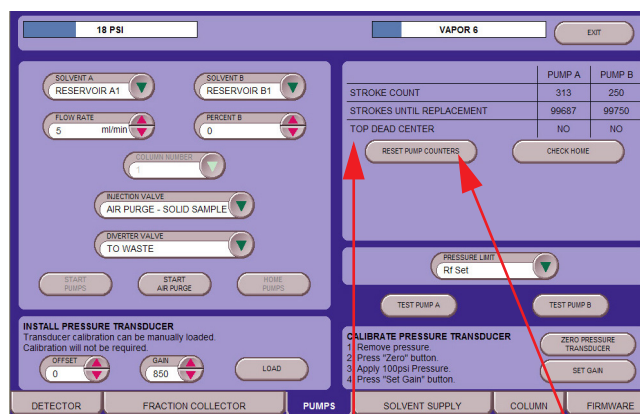 18 PSI
VAPOR 6
EXIT
SOLVENT A
RESERVOIR A1
SOLVENT B
RESERVOIR B1
FLOW RATE
5 ml/min
PERCENT B
0
COLUMN NUMBER
1
INJECTION VALVE
AIR PURGE - SOLID SAMPLE
DIVERTER VALVE
TO WASTE
START PUMPS
START AIR PURGE
HOME PUMPS
PUMP A PUMP B
STROKE COUNT 313 250
STROKES UNTIL REPLACEMENT 99687 99750
TOP DEAD CENTER NO NO
RESET PUMP COUNTERS
CHECK HOME
PRESSURE LIMIT
Rf Set
TEST PUMP A
TEST PUMP B
INSTALL PRESSURE TRANSDUCER
Transducer calibration can be manually loaded.
Calibration will not be required.
OFFSET
0
GAIN
850
LOAD
CALIBRATE PRESSURE TRANSDUCER
1. Remove pressure.
2. Press "Zero" button.
3. Apply 100psi Pressure.
4. Press "Set Gain" button.
ZERO PRESSURE
TRANSDUCER
SET GAIN
DETECTOR FRACTION COLLECTOR PUMPS SOLVENT SUPPLY COLUMN FIRMWARE